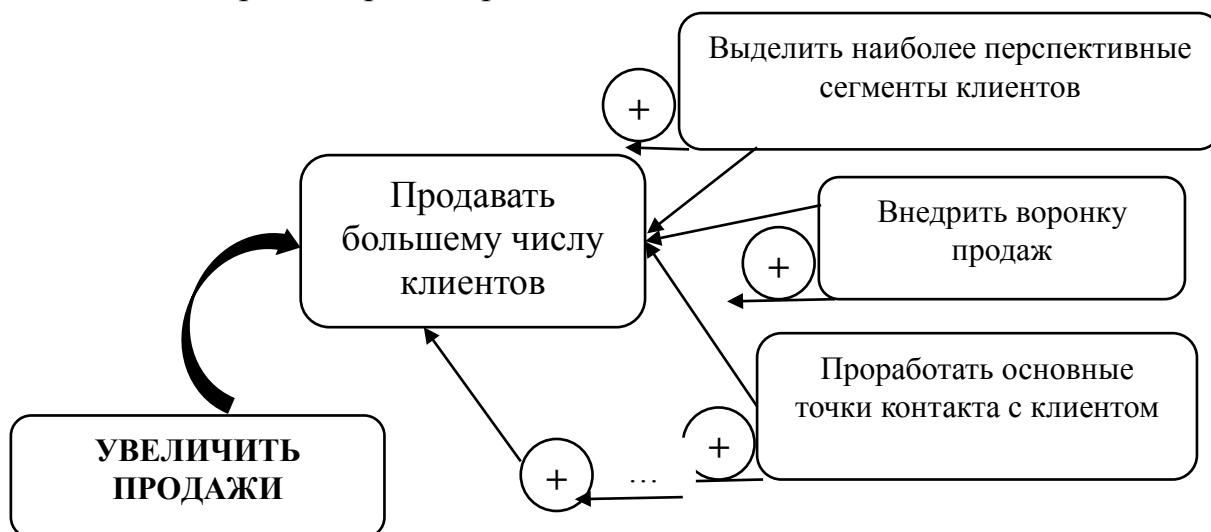 Выделить наиболее перспективные
сегменты клиентов
+
Продавать
большему числу
клиентов
Внедрить воронку
продаж
+
Проработать основные
точки контакта с клиентом
+
УВЕЛИЧИТЬ
ПРОДАЖИ
+
...